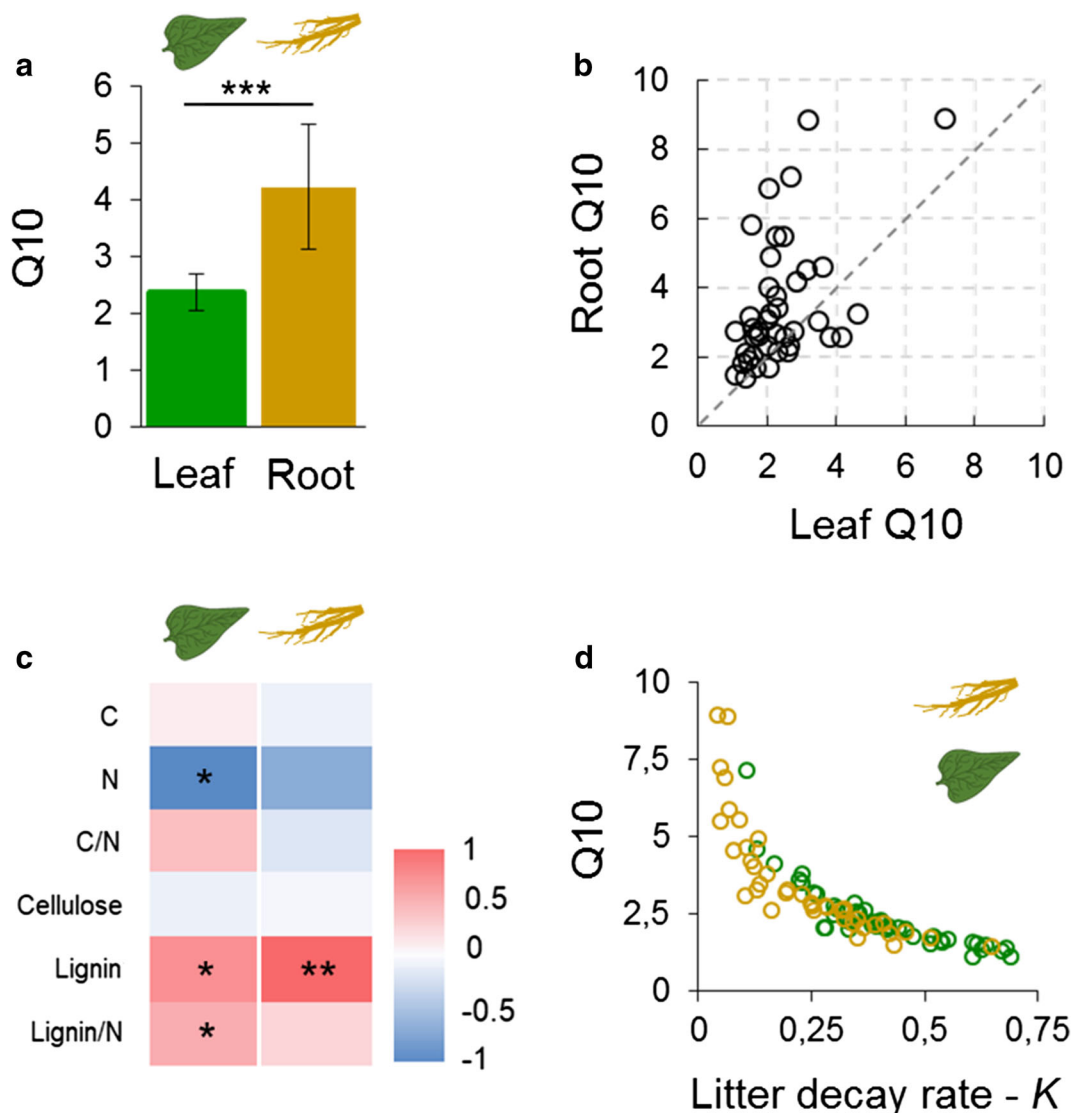 a
***
6
5
4
3
2
1
0
Q10
Leaf Root
b
10
8
6
4
2
0
Root Q10
0 2 4 6 8 10
Leaf Q10
c
C
N *
C/N
Cellulose
Lignin * **
Lignin/N *
1
0.5
0
-0.5
-1
d
10
7,5
5
2,5
0
Q10
0 0,25 0,5 0,75
Litter decay rate - K